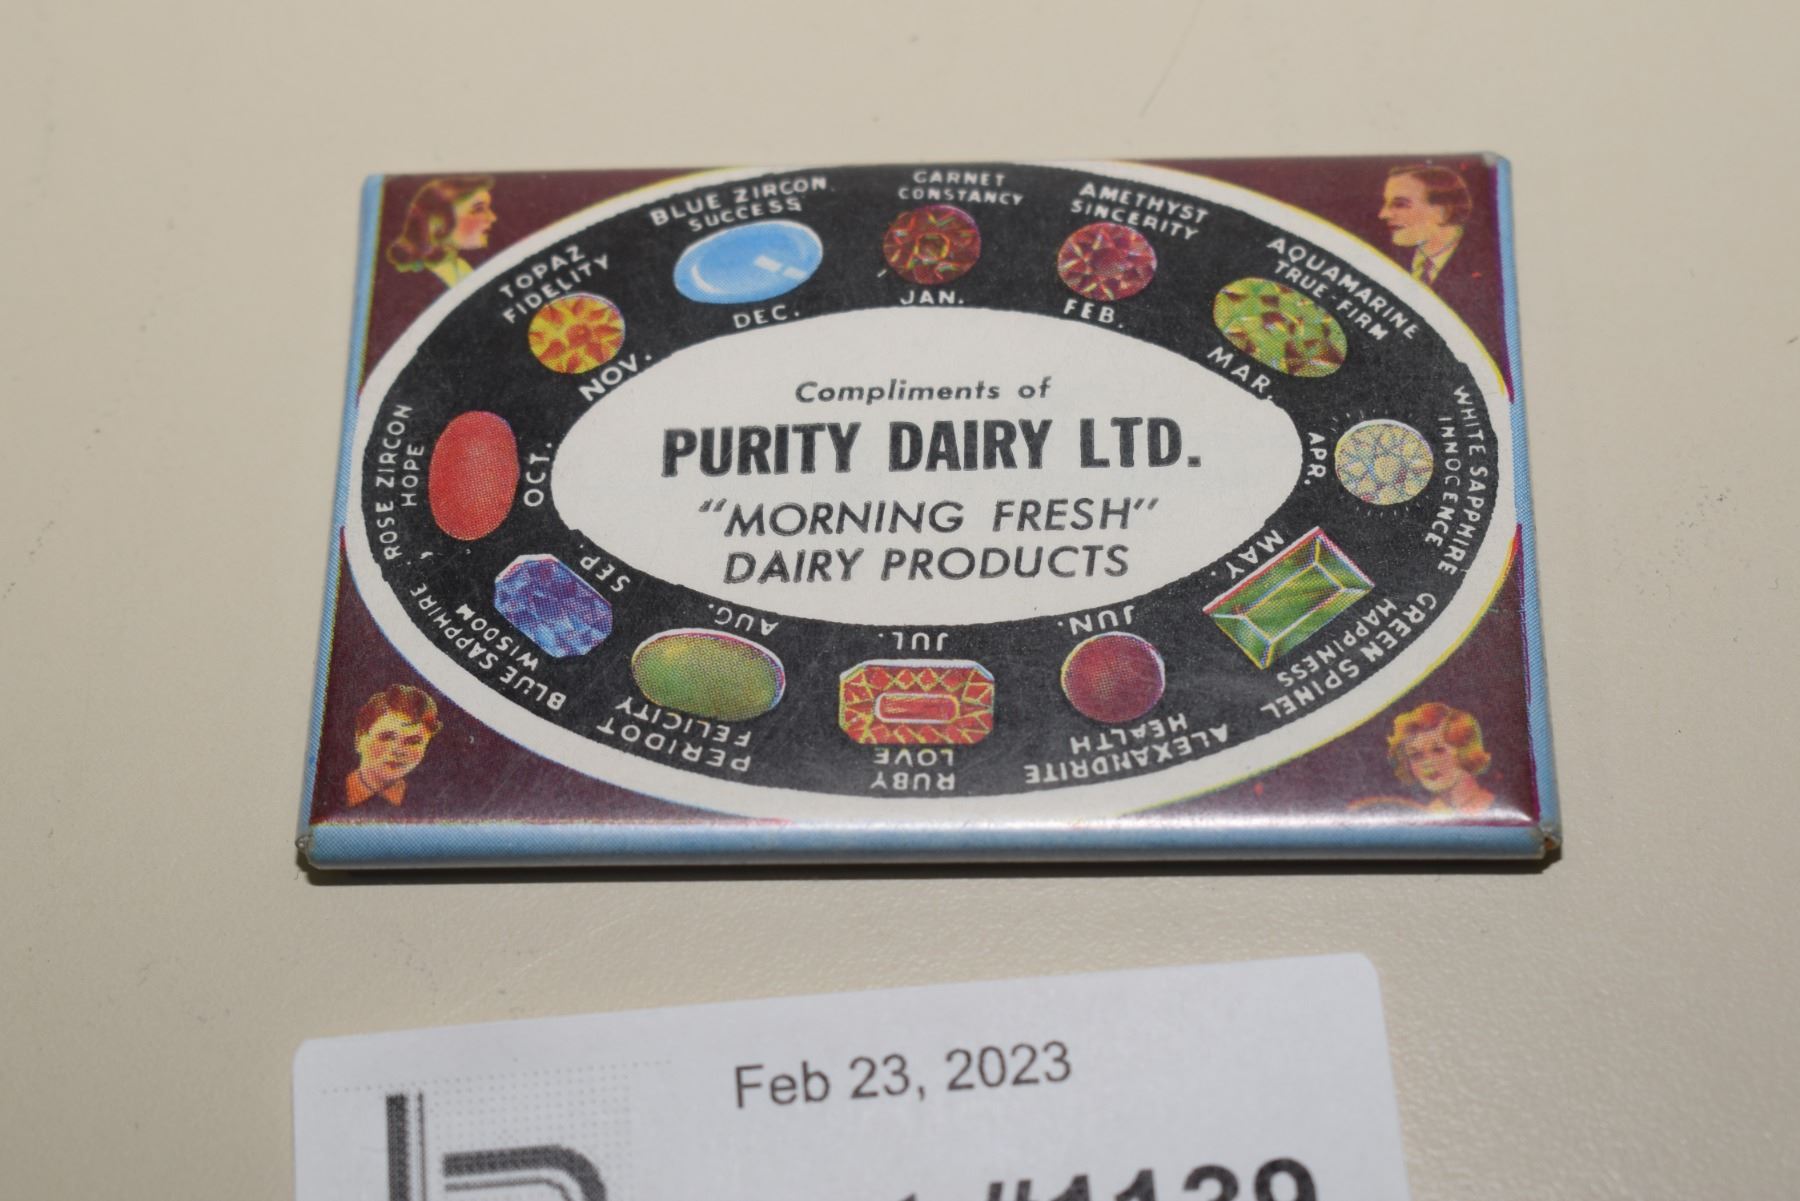 GARNET
CONSTANCY
JAN.
AMETHYST
SINCERITY
FEB.
AQUAMARINE
TRUE-FIRM
MAR.
WHITE SAPPHIRE
INNOCENCE
APR.
GREEN SPINEL
HAPPINESS
MAY.
ALEXANDRITE
HEALTH
JUN.
RUBY
LOVE
JUL.
PERIDOT
FELICITY
AUG.
BLUE SAPPHIRE
WISDOM
SEP.
ROSE ZIRCON
HOPE
OCT.
TOPAZ
FIDELITY
NOV.
BLUE ZIRCON
SUCCESS
DEC.
Compliments of
PURITY DAIRY LTD.
"MORNING FRESH"
DAIRY PRODUCTS
Feb 23, 2023
#1139